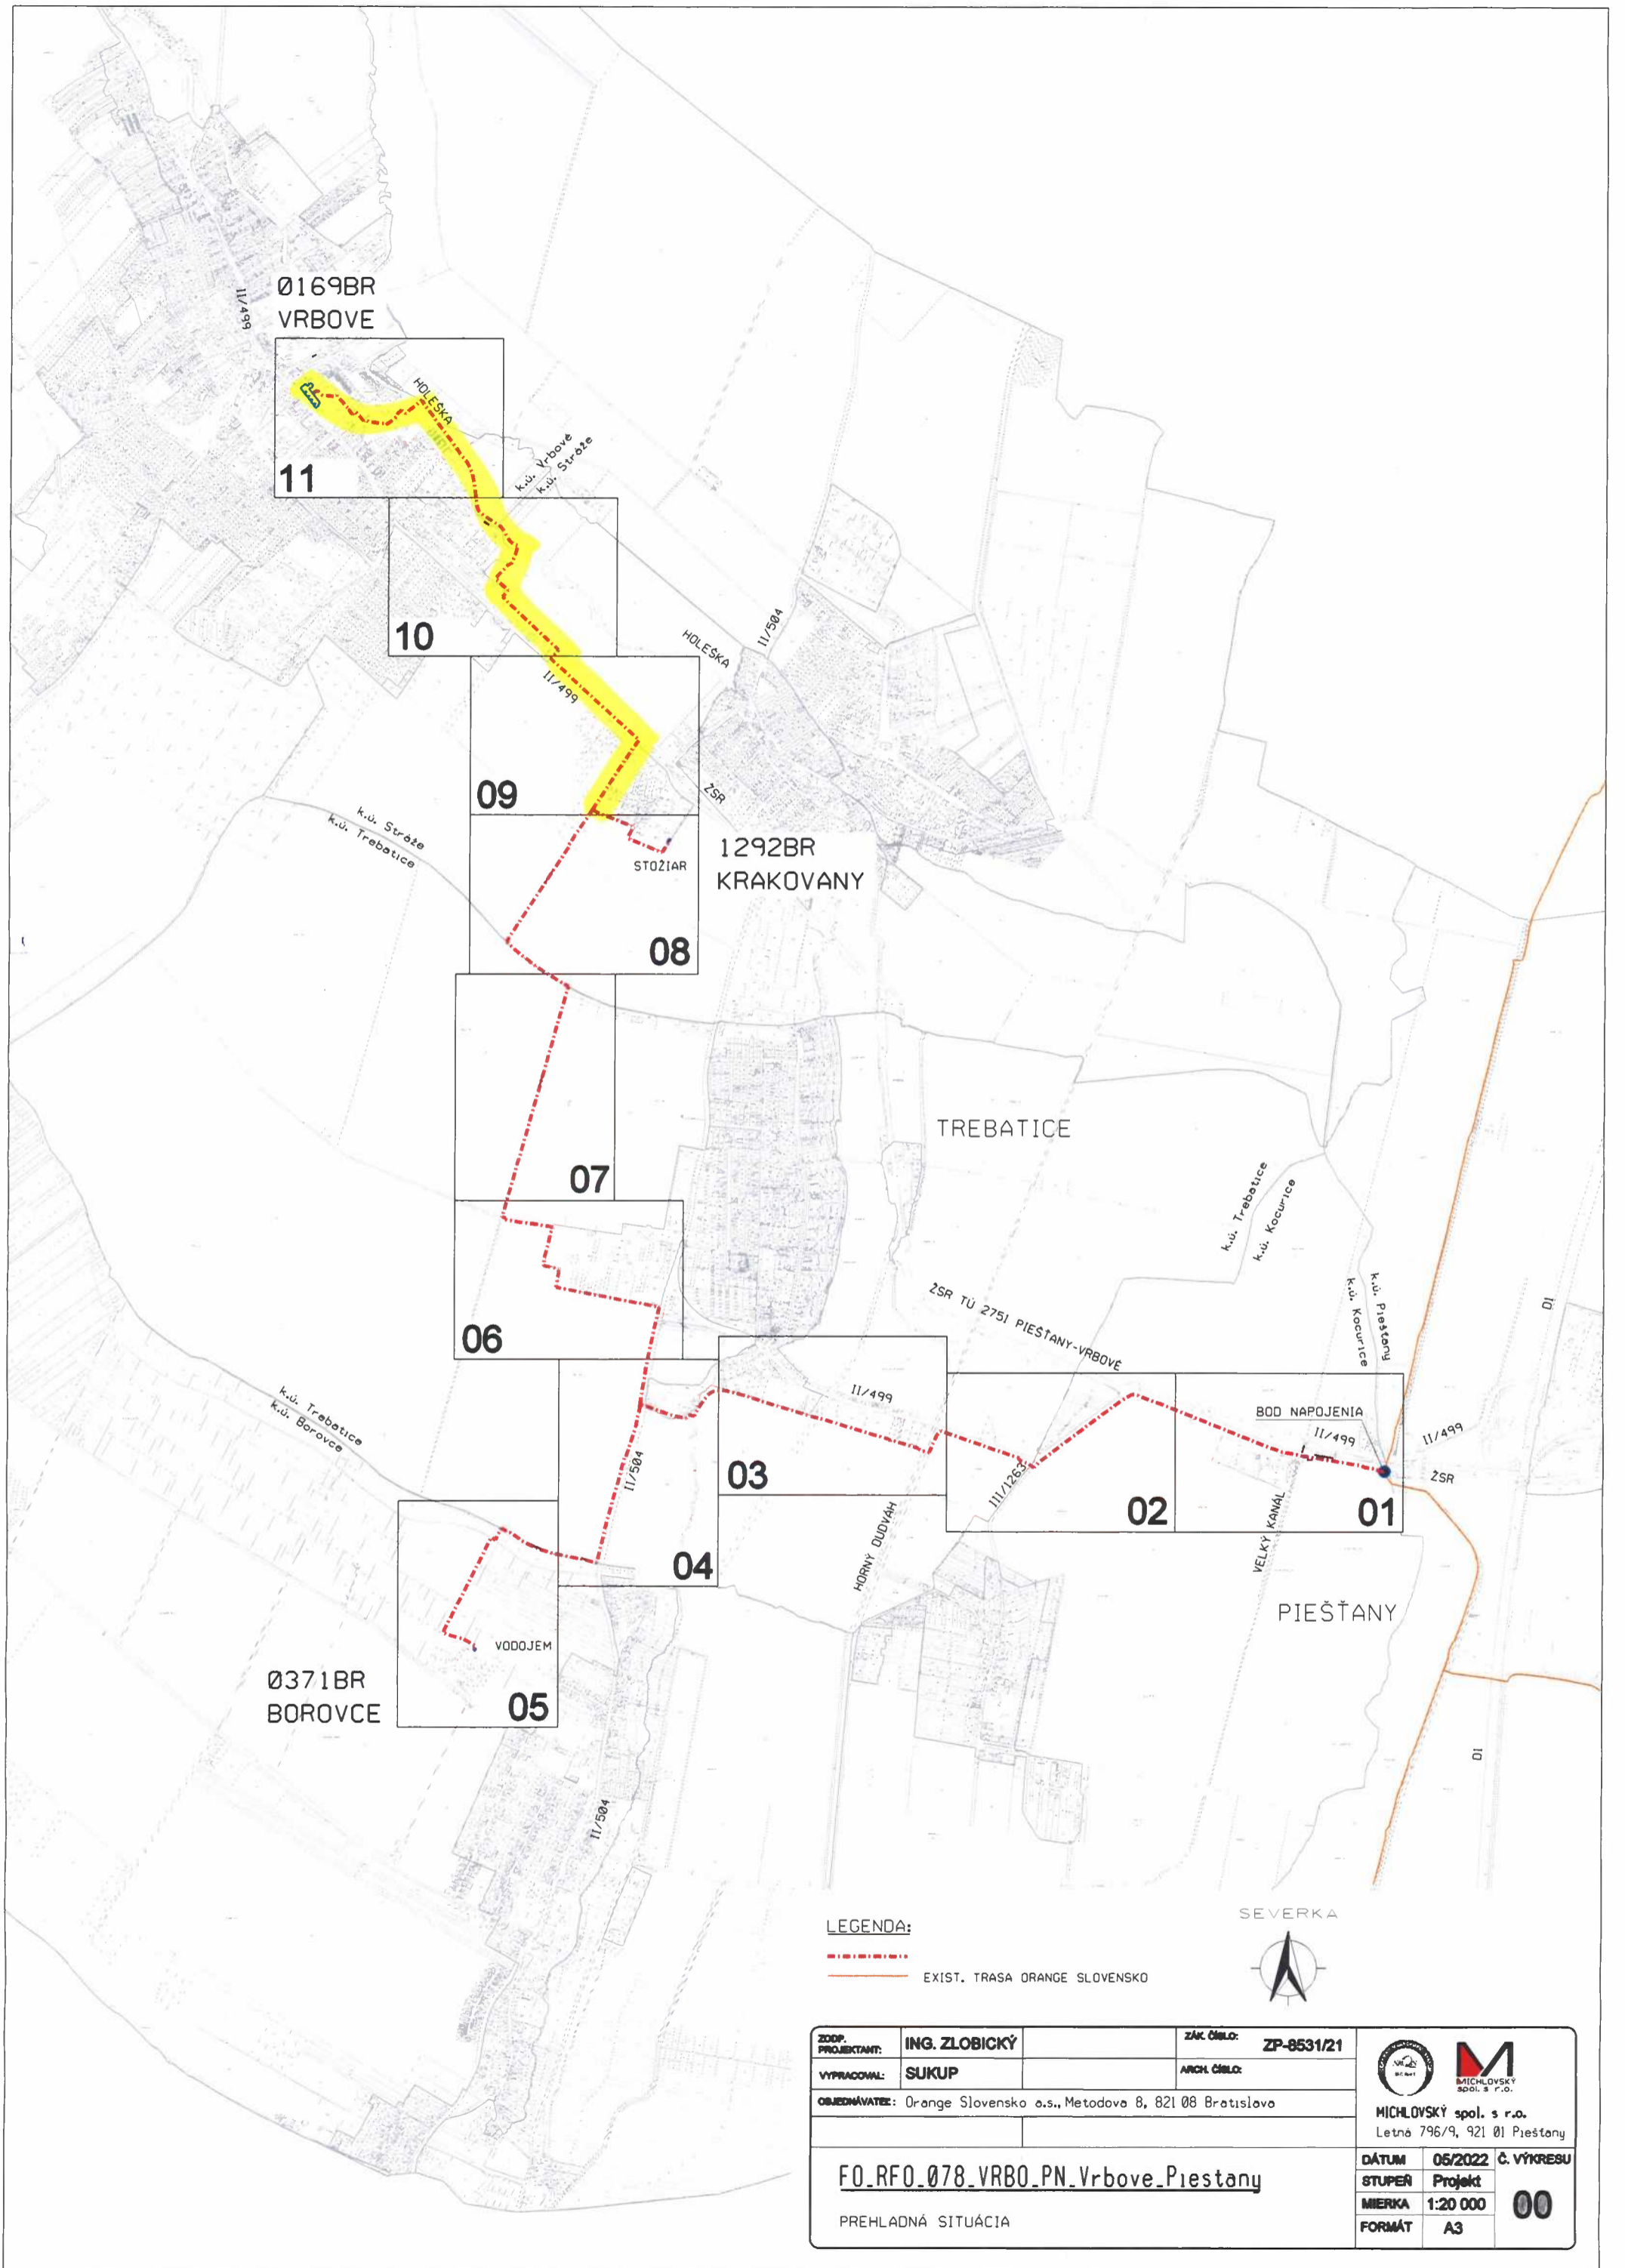 0169BR
VRBOVE
II/499
HOLEŠKA
k.ú. Vrbové
k.ú. Stráže
11
10
HOLEŠKA
II/504
II/499
09
ŽSR
k.ú. Stráže
k.ú. Trebatice
STOŽIAR
1292BR
KRAKOVANY
08
TREBATICE
07
k.ú. Trebatice
k.ú. Kocurice
ŽSR TÚ 2751 PIEŠŤANY-VRBOVÉ
k.ú. Kocurice
k.ú. Piešťany
D1
06
k.ú. Trebatice
k.ú. Borovce
II/499
BOD NAPOJENIA
II/499
II/499
ŽSR
II/504
03
III/1263
02
01
HORNÝ DUDVÁH
VELKÝ KANÁL
04
PIEŠŤANY
VODOJEM
0371BR
BOROVCE
05
D1
II/504
LEGENDA:
EXIST. TRASA ORANGE SLOVENSKO
SEVERKA
ZODP. PROJEKTANT: ING. ZLOBICKÝ
ZÁK. ČÍSLO: ZP-8531/21
VYPRACOVAL: SUKUP
ARCH. ČÍSLO:
OBJEDNÁVATEĽ: Orange Slovensko a.s., Metodova 8, 821 08 Bratislava
MICHLOVSKÝ
spol. s r.o.
MICHLOVSKÝ spol. s r.o.
Letná 796/9, 921 01 Piešťany
FO_RFO_078_VRBO_PN_Vrbove_Piestany
PREHLADNÁ SITUÁCIA
DÁTUM 05/2022 Č. VÝKRESU
STUPEŇ Projekt
MIERKA 1:20 000
00
FORMÁT A3